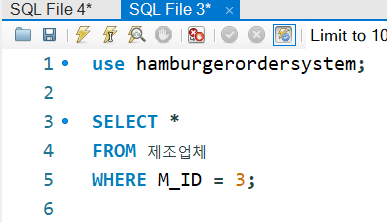 SQL File 4*
SQL File 3* ×
Limit to 10
1 use hamburgerordersystem;
2
3 SELECT *
4 FROM 제조업체
5 WHERE M_ID = 3;
6